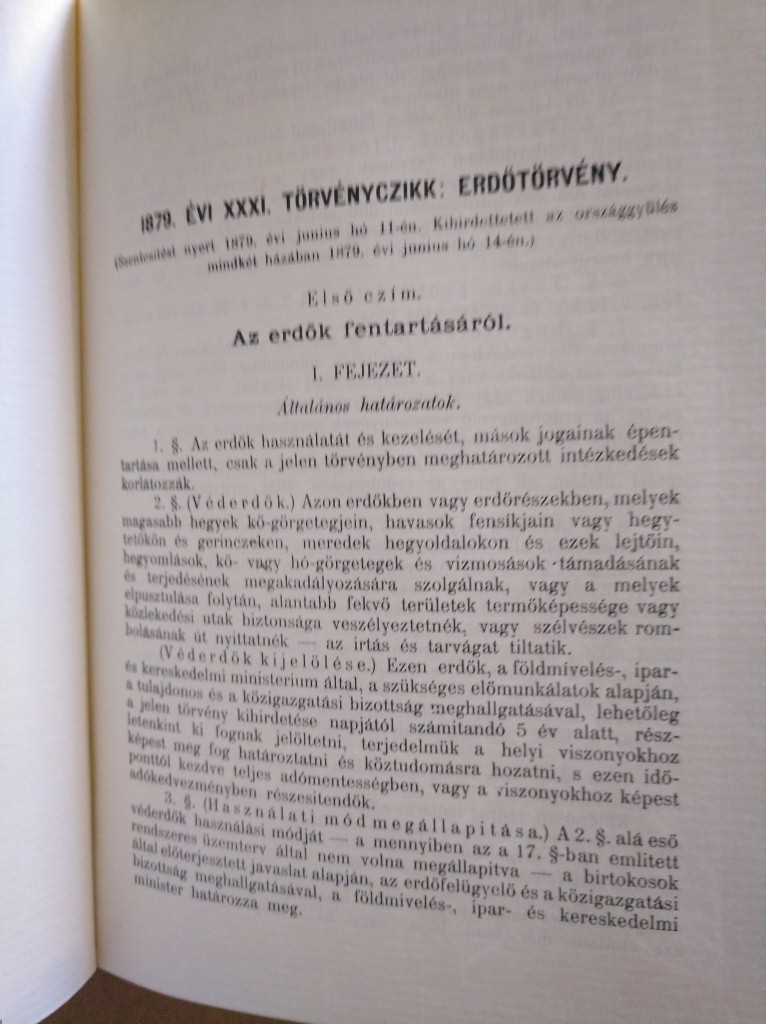 1879. ÉVI XXXI. TÖRVÉNYCZIKK: ERDŐTÖRVÉNY.
(Szentesitést nyert 1879. évi junius hó 11-én. Kihirdettetett az országgyülés
mindkét házában 1879. évi junius hó 14-én.)
Első czím.
Az erdők fentartásáról.
I. FEJEZET.
Általános határozatok.
1. §. Az erdők használatát és kezelését, mások jogainak épen-
tartása mellett, csak a jelen törvényben meghatározott intézkedések
korlátozzák.
2. §. (Véderdők.) Azon erdőkben vagy erdőrészekben, melyek
magasabb hegyek kő-görgetegjein, havasok fensíkjain vagy hegy-
tetőkön és gerinczeken, meredek hegyoldalokon és ezek lejtőin,
hegyomlások, kő- vagy hó-görgetegek és vizmosások támadásának
és terjedésének megakadályozására szolgálnak, vagy a melyek
elpusztulása folytán, alantabb fekvő területek termőképessége vagy
közlekedési utak biztonsága veszélyeztetnék, vagy szélvészek rom-
bolásának út nyittatnék — az irtás és tarvágat tiltatik.
(Véderdők kijelölése.) Ezen erdők, a földmívelés-, ipar-
és kereskedelmi ministerium által, a szükséges előmunkálatok alapján,
a tulajdonos és a közigazgatási bizottság meghallgatásával, lehetőleg
a jelen törvény kihirdetése napjától számítandó 5 év alatt, rész-
letenkint ki fognak jelöltetni, terjedelmük a helyi viszonyokhoz
képest meg fog határoztatni és köztudomásra hozatni, s ezen idő-
ponttól kezdve teljes adómentességben, vagy a viszonyokhoz képest
adókedvezményben részesitendők.
3. §. (Használati mód megállapitása.) A 2. §. alá eső
véderdők használási módját — a mennyiben az a 17. §-ban emlitett
rendszeres üzemterv által nem volna megállapitva — a birtokosok
által előterjesztett javaslat alapján, az erdőfelügyelő és a közigazgatási
bizottság meghallgatásával, a földmívelés-, ipar- és kereskedelmi
minister határozza meg.